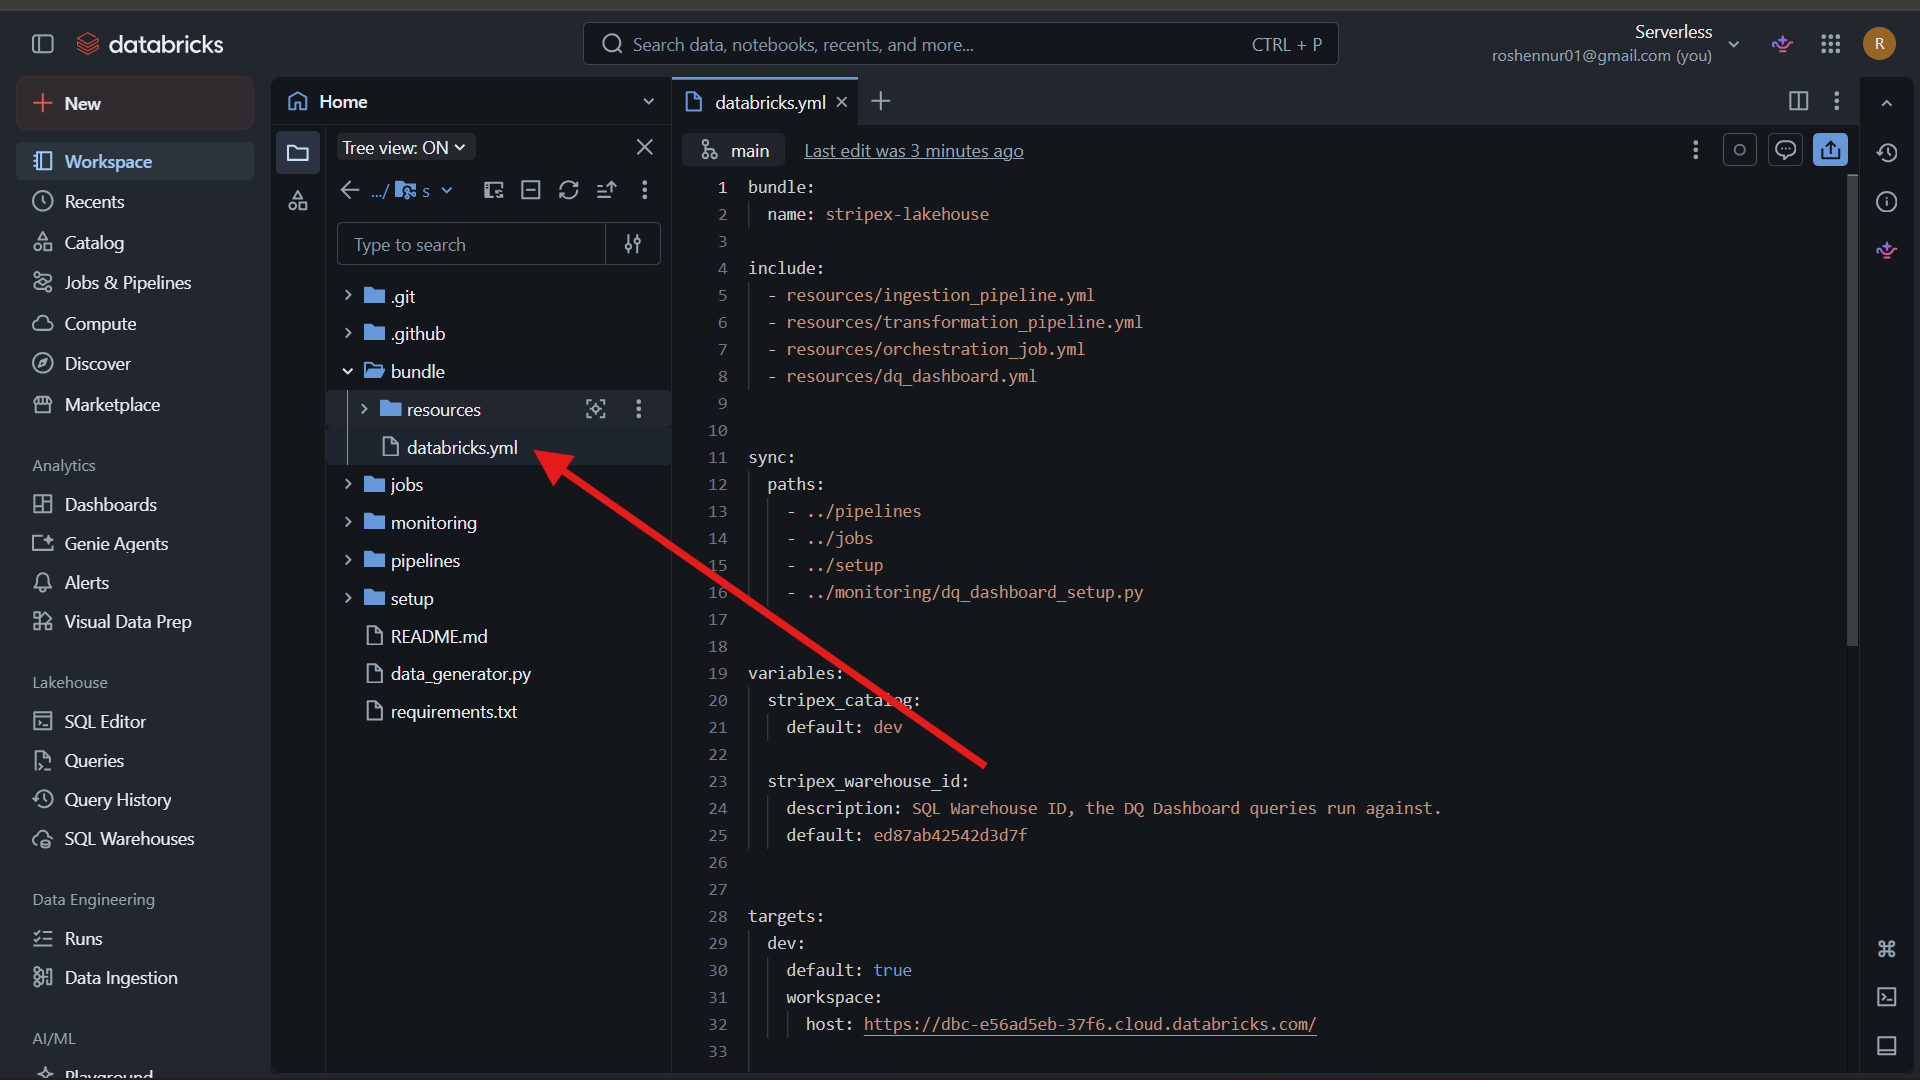 databricks
Search data, notebooks, recents, and more...
CTRL + P
Serverless
roshennur01@gmail.com (you)
R
New
Workspace
Recents
Catalog
Jobs & Pipelines
Compute
Discover
Marketplace
Analytics
Dashboards
Genie Agents
Alerts
Visual Data Prep
Lakehouse
SQL Editor
Queries
Query History
SQL Warehouses
Data Engineering
Runs
Data Ingestion
AI/ML
Playground
Home
Tree view: ON
.../ s
Type to search
.git
.github
bundle
resources
databricks.yml
jobs
monitoring
pipelines
setup
README.md
data_generator.py
requirements.txt
databricks.yml
main
Last edit was 3 minutes ago
1 bundle:
2 name: stripex-lakehouse
3
4 include:
5 - resources/ingestion_pipeline.yml
6 - resources/transformation_pipeline.yml
7 - resources/orchestration_job.yml
8 - resources/dq_dashboard.yml
9
10
11 sync:
12 paths:
13 - ../pipelines
14 - ../jobs
15 - ../setup
16 - ../monitoring/dq_dashboard_setup.py
17
18
19 variables:
20 stripex_catalog:
21 default: dev
22
23 stripex_warehouse_id:
24 description: SQL Warehouse ID, the DQ Dashboard queries run against.
25 default: ed87ab42542d3d7f
26
27
28 targets:
29 dev:
30 default: true
31 workspace:
32 host: https://dbc-e56ad5eb-37f6.cloud.databricks.com/
33